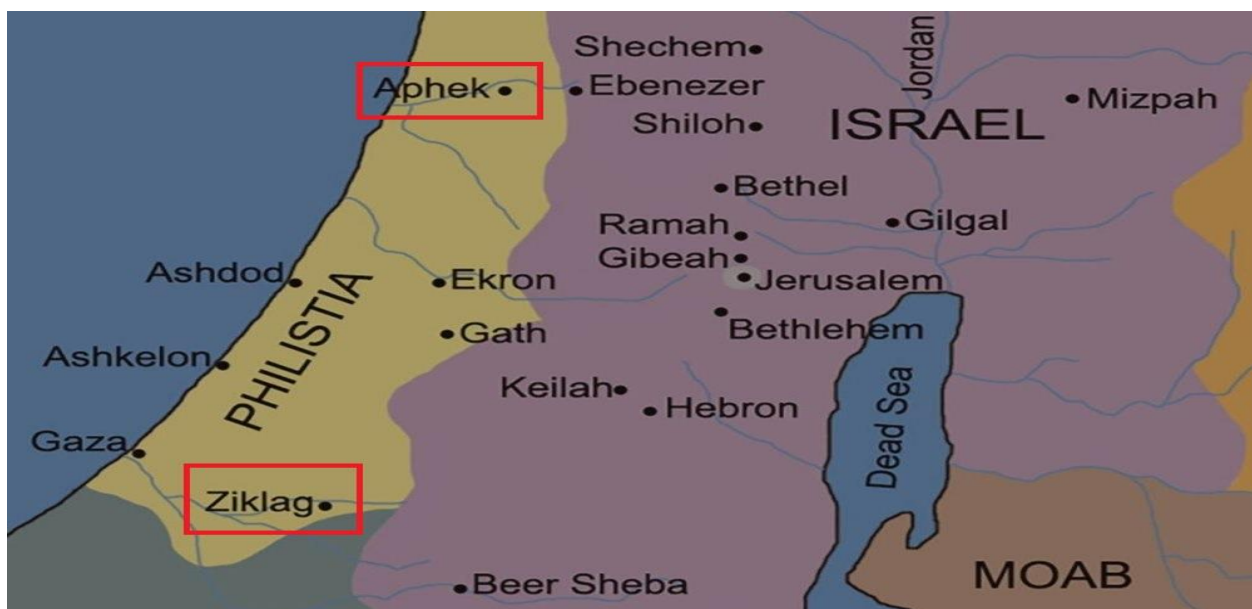 Shechem
Jordan
Aphek
Ebenezer
Mizpah
Shiloh
ISRAEL
Bethel
Ramah
Gilgal
Gibeah
Ashdod
Ekron
Jerusalem
PHILISTIA
Gath
Bethlehem
Ashkelon
Keilah
Hebron
Dead Sea
Gaza
Ziklag
Beer Sheba
MOAB